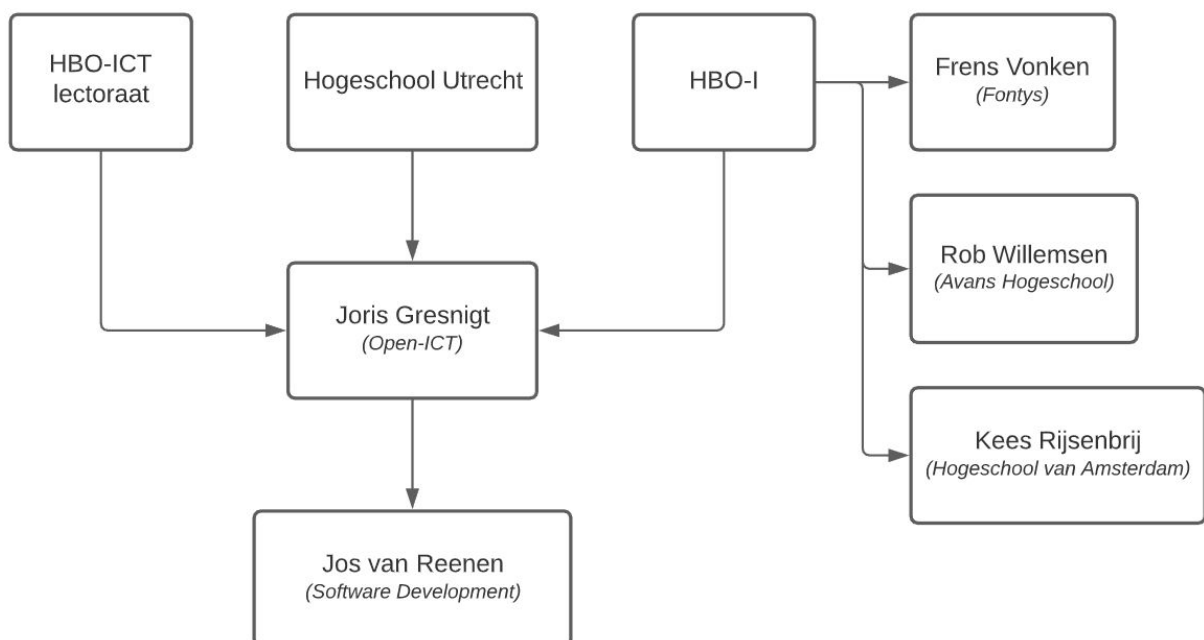 HBO-ICT
lectoraat
Hogeschool Utrecht
HBO-I
Frens Vonken
(Fontys)
Rob Willemsen
(Avans Hogeschool)
Joris Gresnigt
(Open-ICT)
Kees Rijsenbrij
(Hogeschool van Amsterdam)
Jos van Reenen
(Software Development)